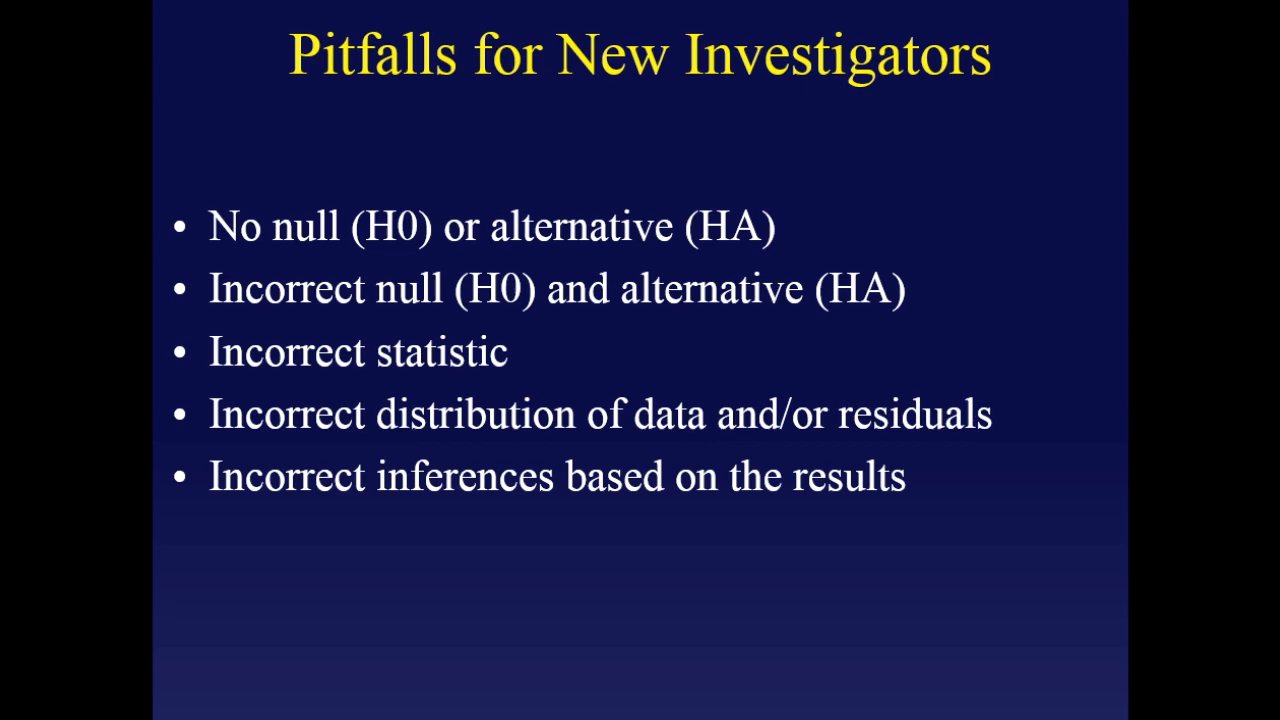 Pitfalls for New Investigators
• No null (H0) or alternative (HA)
• Incorrect null (H0) and alternative (HA)
• Incorrect statistic
• Incorrect distribution of data and/or residuals
• Incorrect inferences based on the results